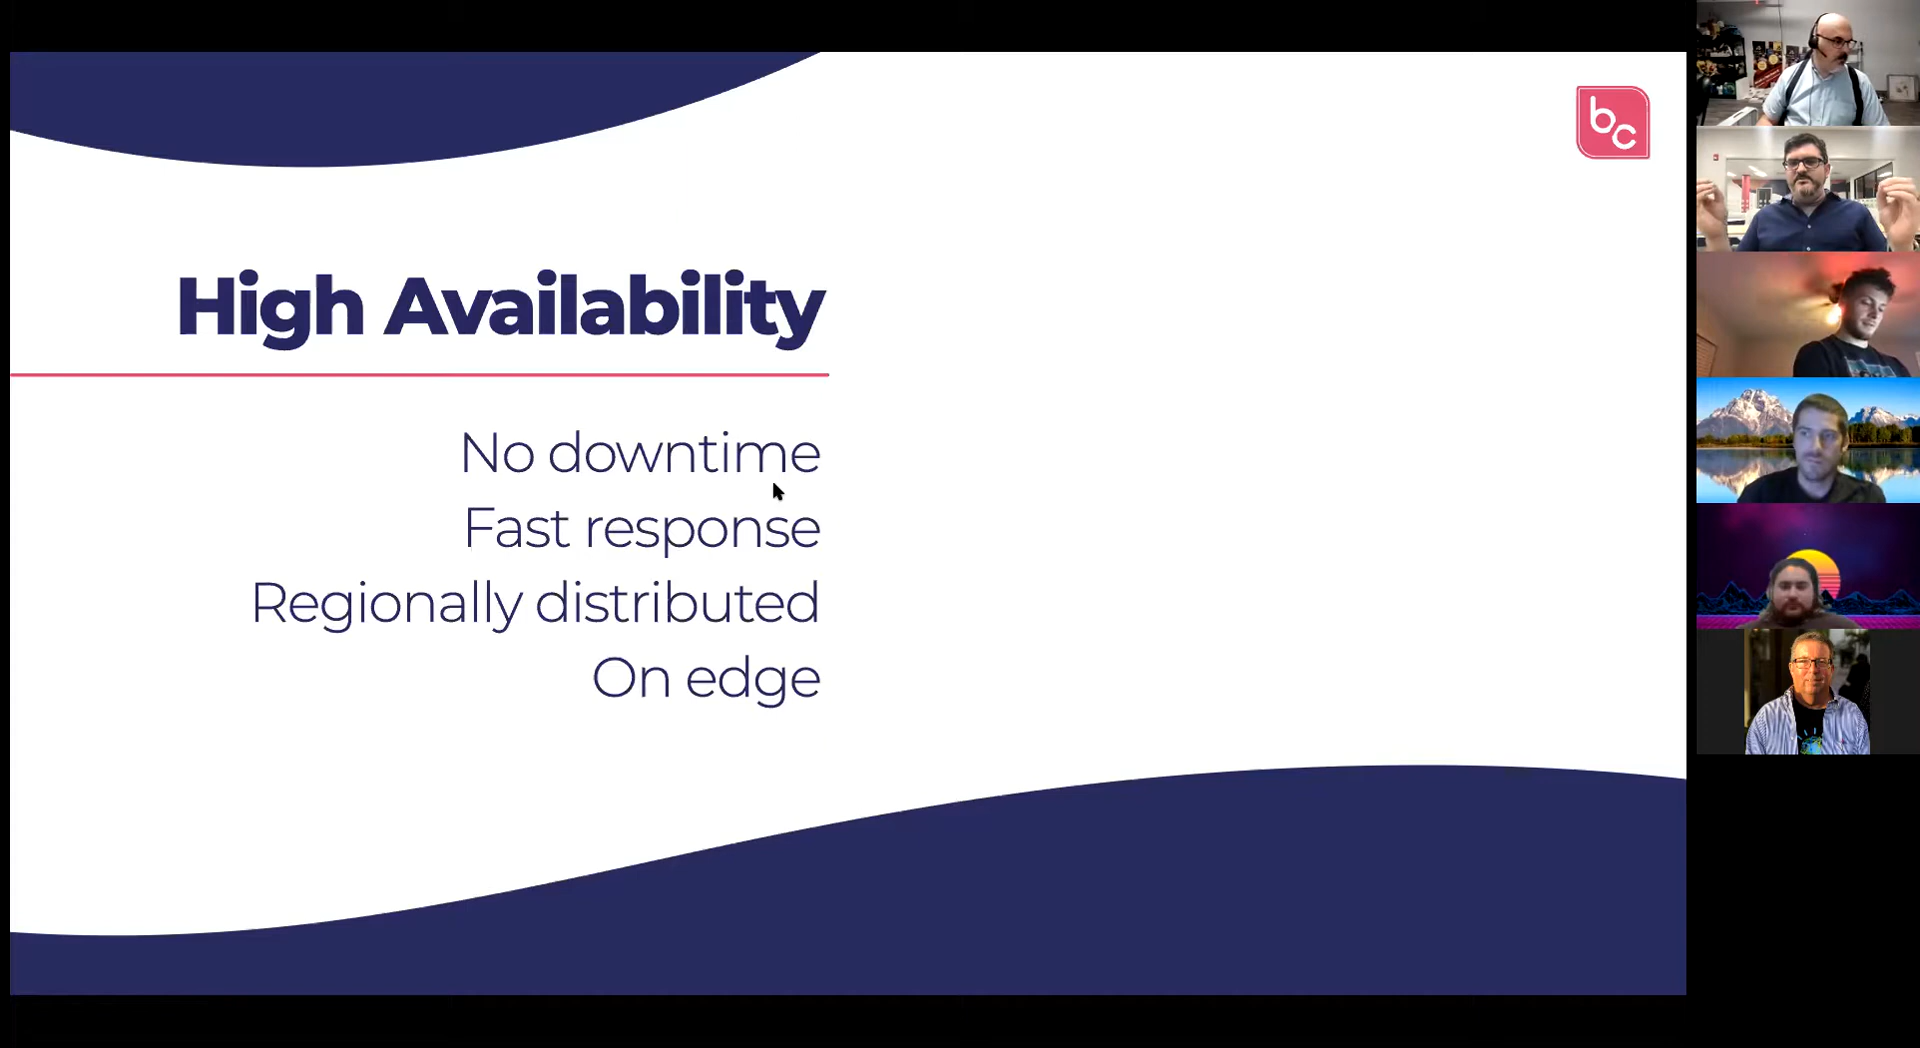 bc
High Availability
No downtime
Fast response
Regionally distributed
On edge